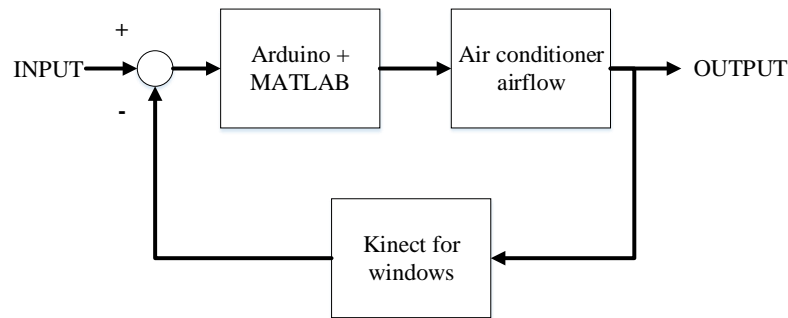 +
INPUT
-
Arduino +
MATLAB
Air conditioner
airflow
OUTPUT
Kinect for
windows